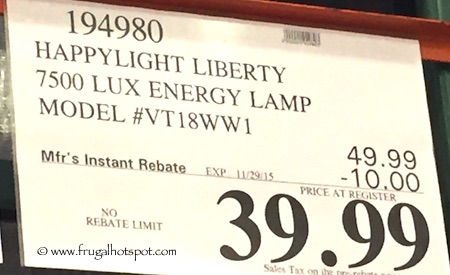 194980
HAPPYLIGHT LIBERTY
7500 LUX ENERGY LAMP
MODEL #VT18WW1
49.99
Mfr's Instant Rebate EXP 11/29/15 -10.00
PRICE AT REGISTER
NO
REBATE LIMIT
39.99
© www.frugalhotspot.com
Sales Tax on the pre-rebate